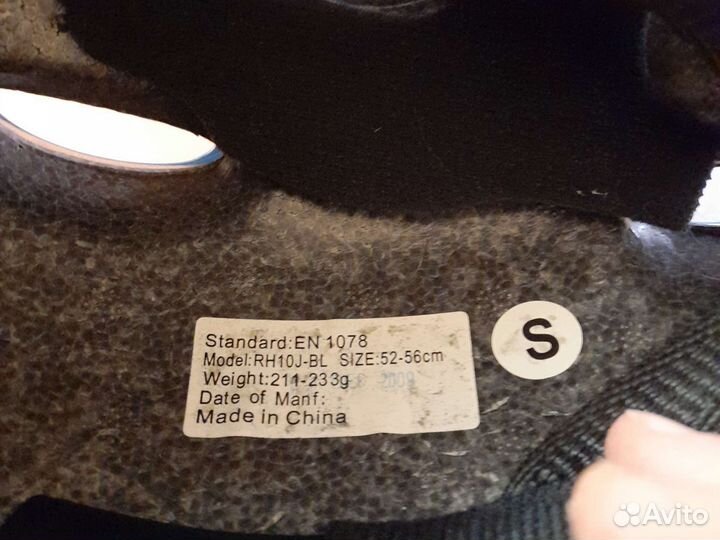 Standard:EN 1078
Model:RH10J-BL SIZE:52-56cm
Weight:211-233g
2009
Date of Manf:
Made in China
S
Avito